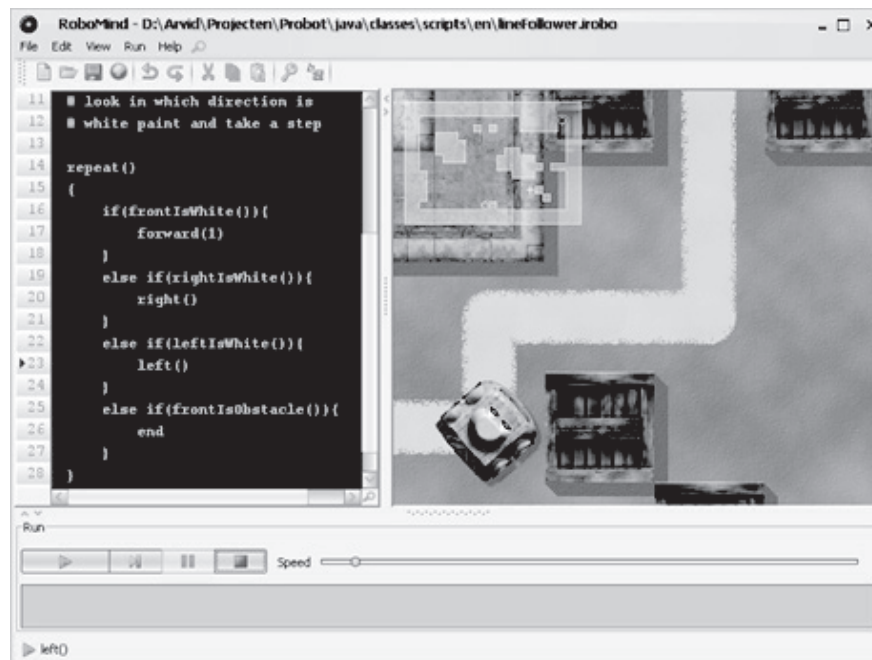 RoboMind - D:\Arvid\Projecten\Probot\java\classes\scripts\en\lineFollower.irobo
File Edit View Run Help
11 # look in which direction is
12 # white paint and take a step
13
14 repeat()
15 {
16 if(frontIsWhite()){
17 forward(1)
18 }
19 else if(rightIsWhite()){
20 right()
21 }
22 else if(leftIsWhite()){
23 left()
24 }
25 else if(frontIsObstacle()){
26 end
27 }
28 }
Run
Speed
left()